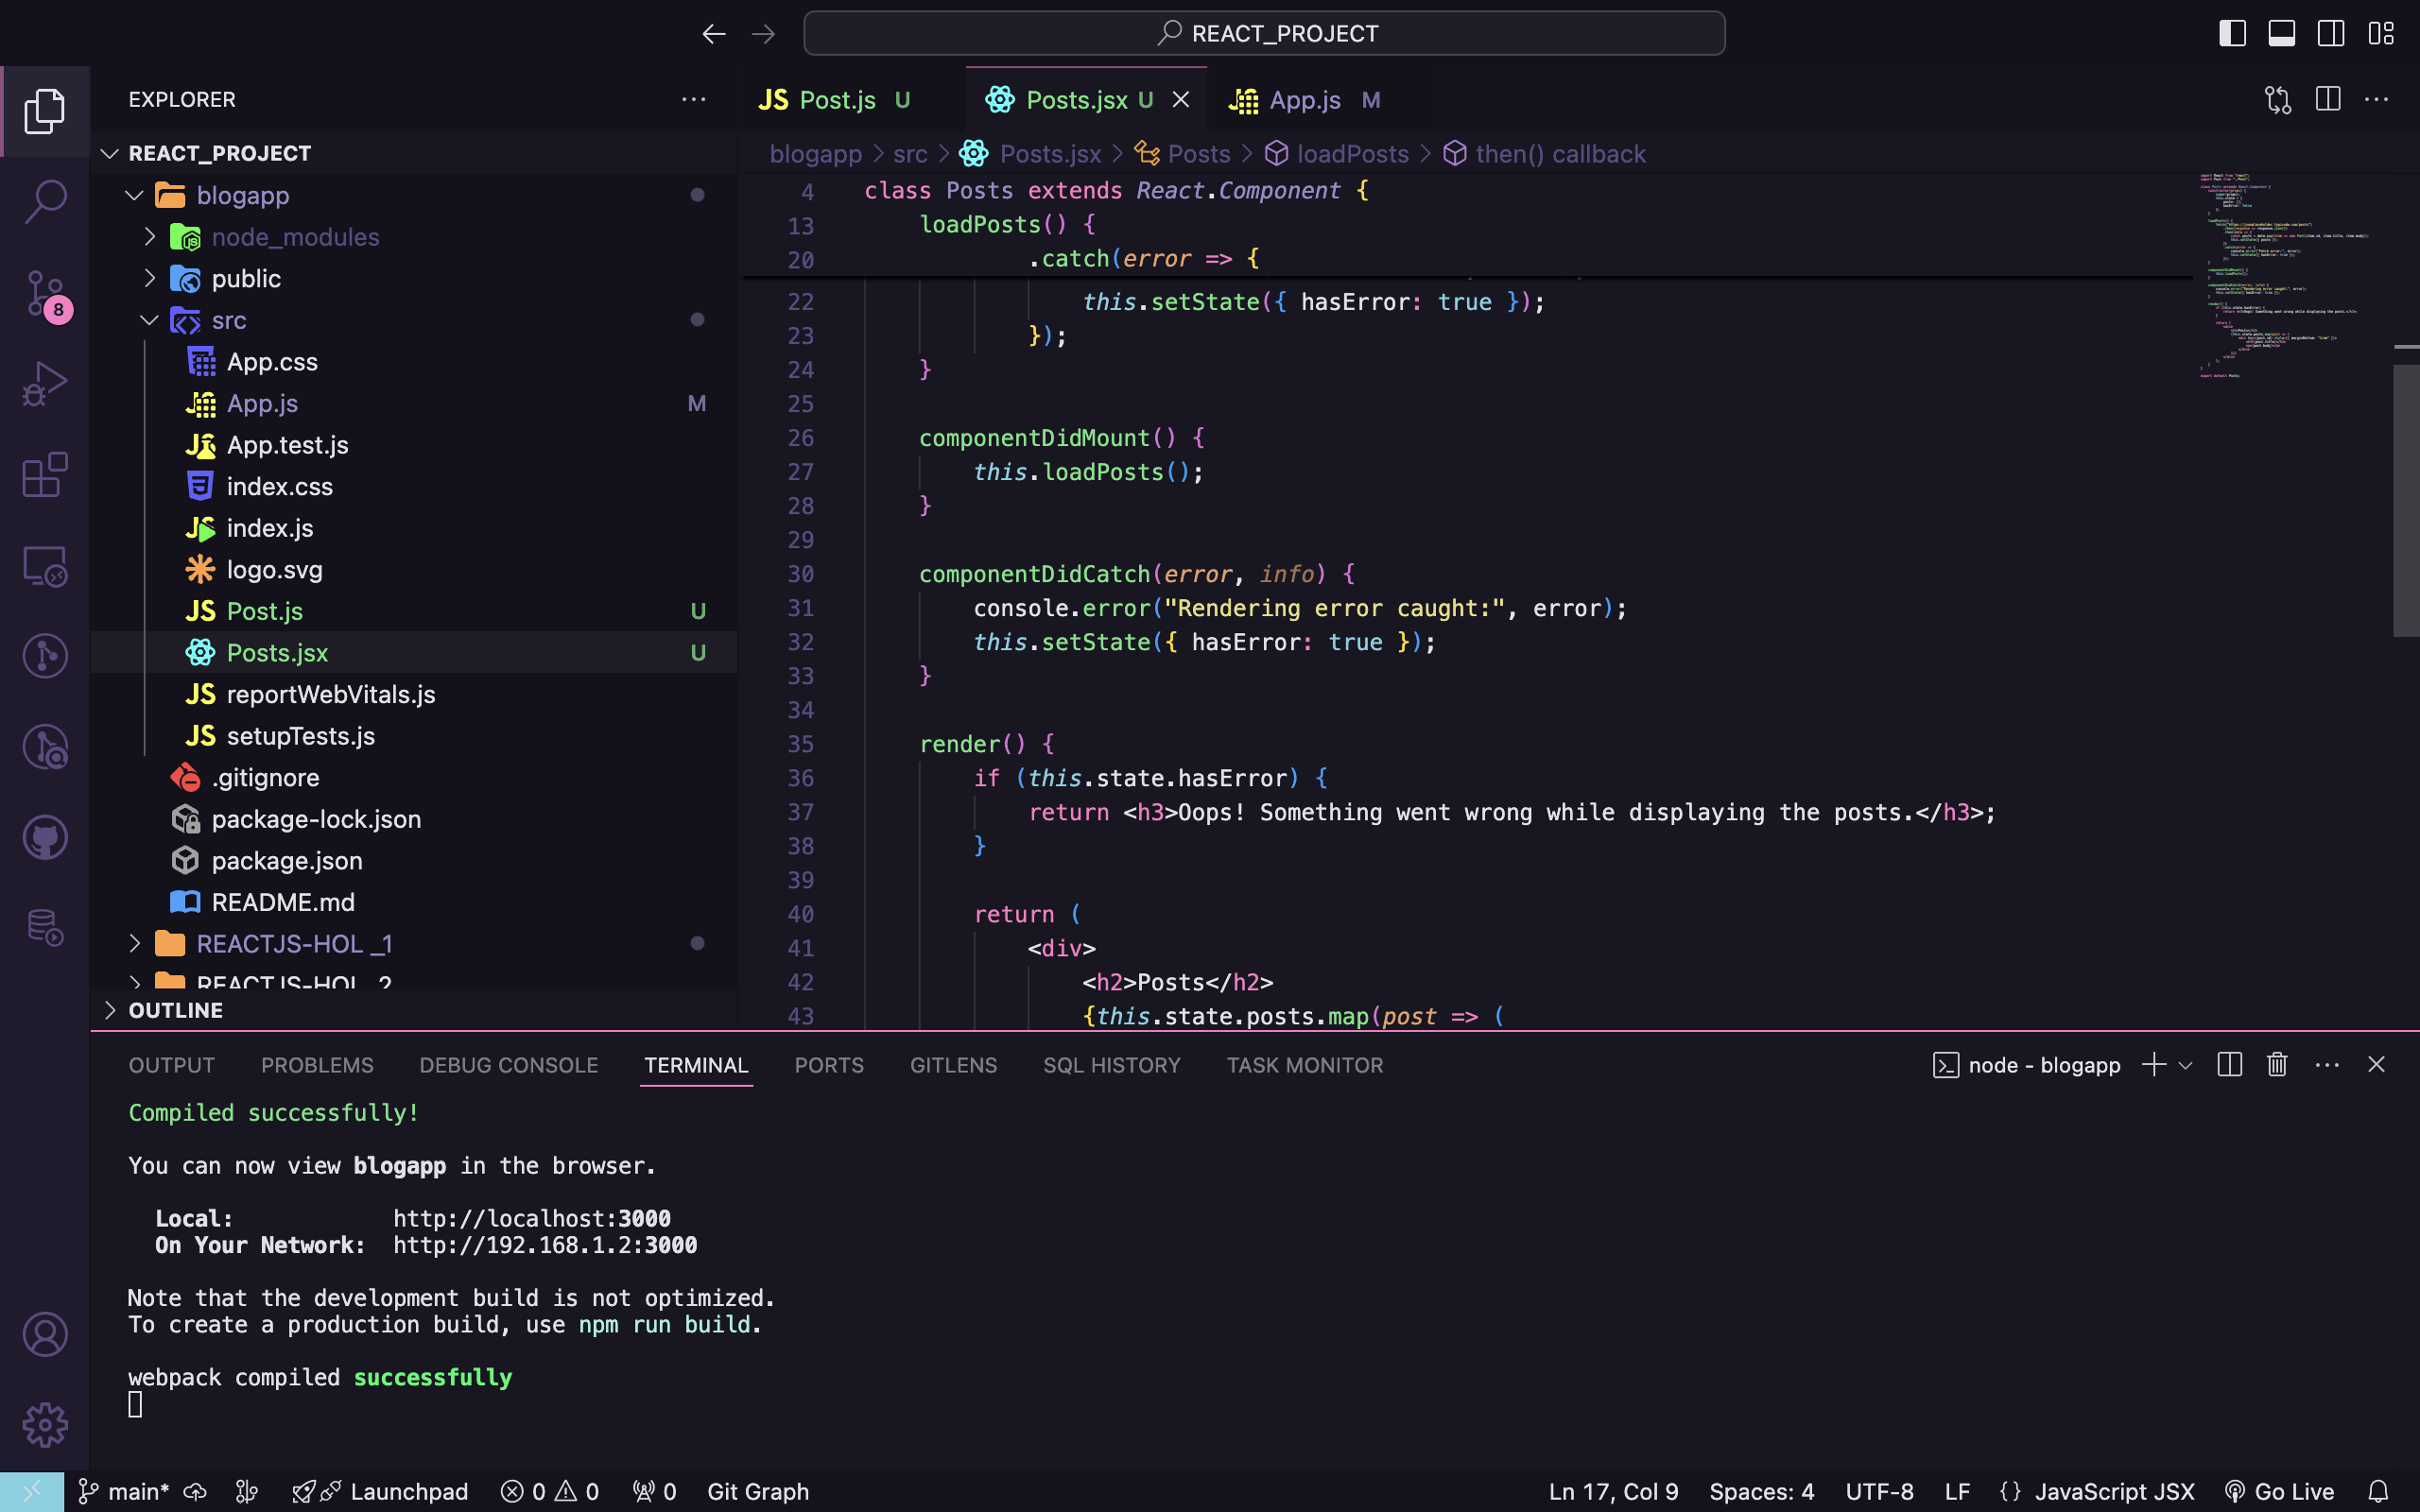 REACT_PROJECT
EXPLORER
REACT_PROJECT
blogapp
node_modules
public
src
App.css
App.js M
App.test.js
index.css
index.js
logo.svg
Post.js U
Posts.jsx U
reportWebVitals.js
setupTests.js
.gitignore
package-lock.json
package.json
README.md
REACTJS-HOL _1
REACTJS-HOL _2
OUTLINE
8
JS Post.js U
Posts.jsx U
App.js M
blogapp > src > Posts.jsx > Posts > loadPosts > then() callback
4 class Posts extends React.Component {
13 loadPosts() {
20 .catch(error => {
22 this.setState({ hasError: true });
23 });
24 }
25
26 componentDidMount() {
27 this.loadPosts();
28 }
29
30 componentDidCatch(error, info) {
31 console.error("Rendering error caught:", error);
32 this.setState({ hasError: true });
33 }
34
35 render() {
36 if (this.state.hasError) {
37 return <h3>Oops! Something went wrong while displaying the posts.</h3>;
38 }
39
40 return (
41 <div>
42 <h2>Posts</h2>
43 {this.state.posts.map(post => (
OUTPUT PROBLEMS DEBUG CONSOLE TERMINAL PORTS GITLENS SQL HISTORY TASK MONITOR
node - blogapp
Compiled successfully!
You can now view blogapp in the browser.
Local: http://localhost:3000
On Your Network: http://192.168.1.2:3000
Note that the development build is not optimized.
To create a production build, use npm run build.
webpack compiled successfully
main* Launchpad 0 0 0 Git Graph
Ln 17, Col 9 Spaces: 4 UTF-8 LF {} JavaScript JSX Go Live